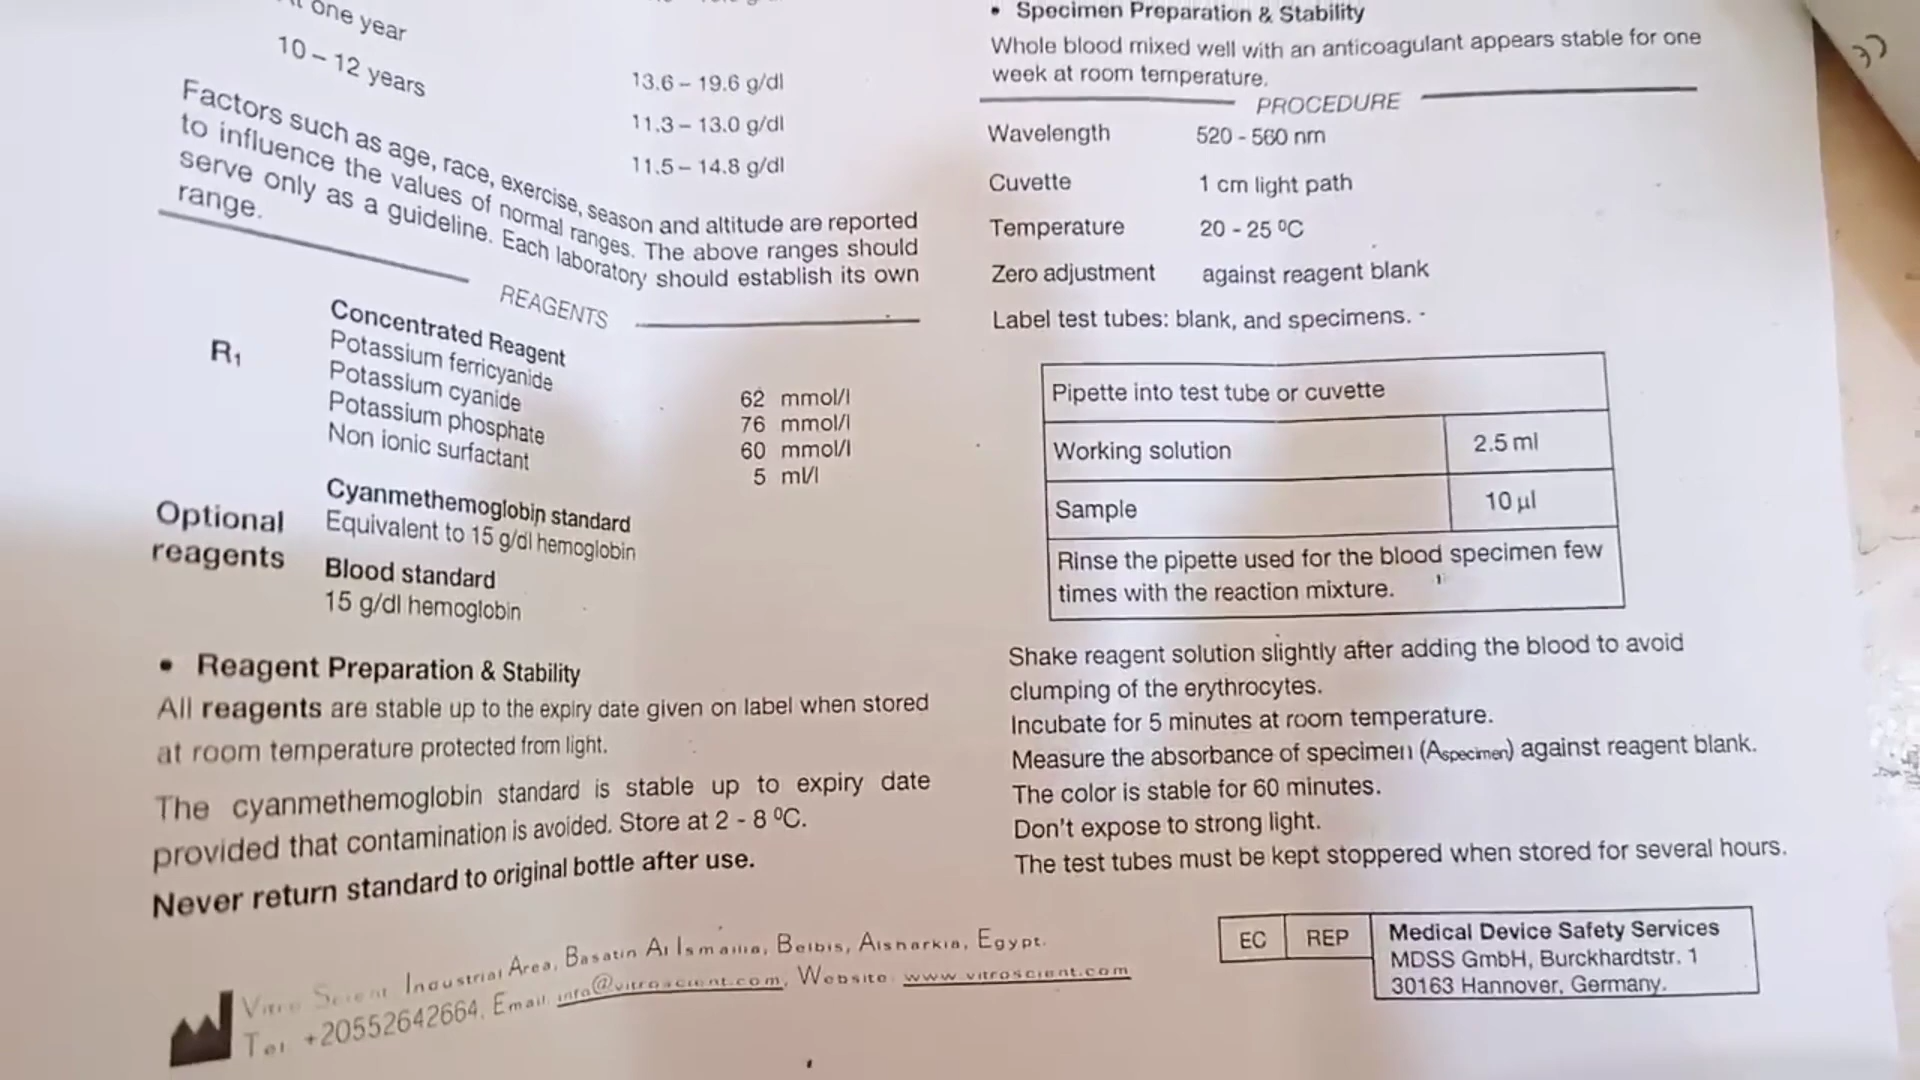 At one year
10 – 12 years
13.6 – 19.6 g/dl
11.3 – 13.0 g/dl
11.5 – 14.8 g/dl
Factors such as age, race, exercise, season and altitude are reported
to influence the values of normal ranges. The above ranges should
serve only as a guideline. Each laboratory should establish its own
range.
REAGENTS
R1
Concentrated Reagent
Potassium ferricyanide 62 mmol/l
Potassium cyanide 76 mmol/l
Potassium phosphate 60 mmol/l
Non ionic surfactant 5 ml/l
Optional
reagents
Cyanmethemoglobin standard
Equivalent to 15 g/dl hemoglobin
Blood standard
15 g/dl hemoglobin
• Reagent Preparation & Stability
All reagents are stable up to the expiry date given on label when stored
at room temperature protected from light.
The cyanmethemoglobin standard is stable up to expiry date
provided that contamination is avoided. Store at 2 - 8 ºC.
Never return standard to original bottle after use.
Vitro Scient Industrial Area, Basatin Al Ismailia, Belbis, Alsharkia, Egypt.
Tel: +20552642664, Email: info@vitroscient.com, Website: www.vitroscient.com
• Specimen Preparation & Stability
Whole blood mixed well with an anticoagulant appears stable for one
week at room temperature.
PROCEDURE
Wavelength 520 - 560 nm
Cuvette 1 cm light path
Temperature 20 - 25 ºC
Zero adjustment against reagent blank
Label test tubes: blank, and specimens.
Pipette into test tube or cuvette
Working solution 2.5 ml
Sample 10 µl
Rinse the pipette used for the blood specimen few
times with the reaction mixture.
Shake reagent solution slightly after adding the blood to avoid
clumping of the erythrocytes.
Incubate for 5 minutes at room temperature.
Measure the absorbance of specimen (Aspecimen) against reagent blank.
The color is stable for 60 minutes.
Don't expose to strong light.
The test tubes must be kept stoppered when stored for several hours.
EC REP
Medical Device Safety Services
MDSS GmbH, Burckhardtstr. 1
30163 Hannover, Germany.